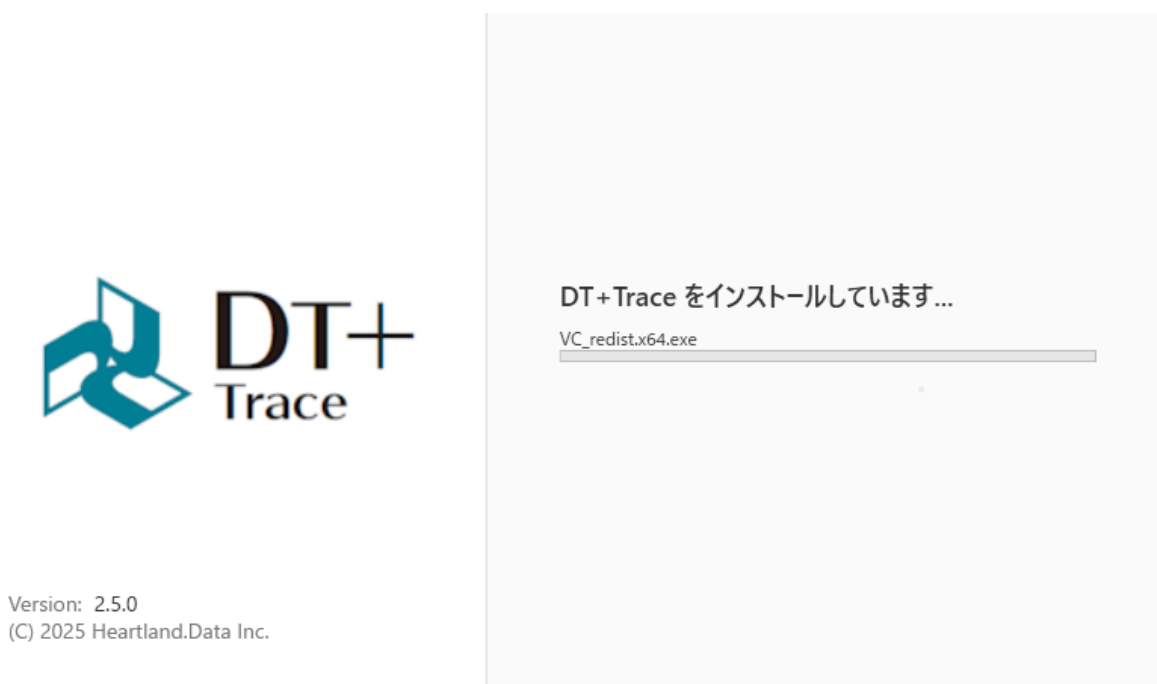 DT+
Trace
Version: 2.5.0
(C) 2025 Heartland.Data Inc.
DT+Trace をインストールしています...
VC_redist.x64.exe